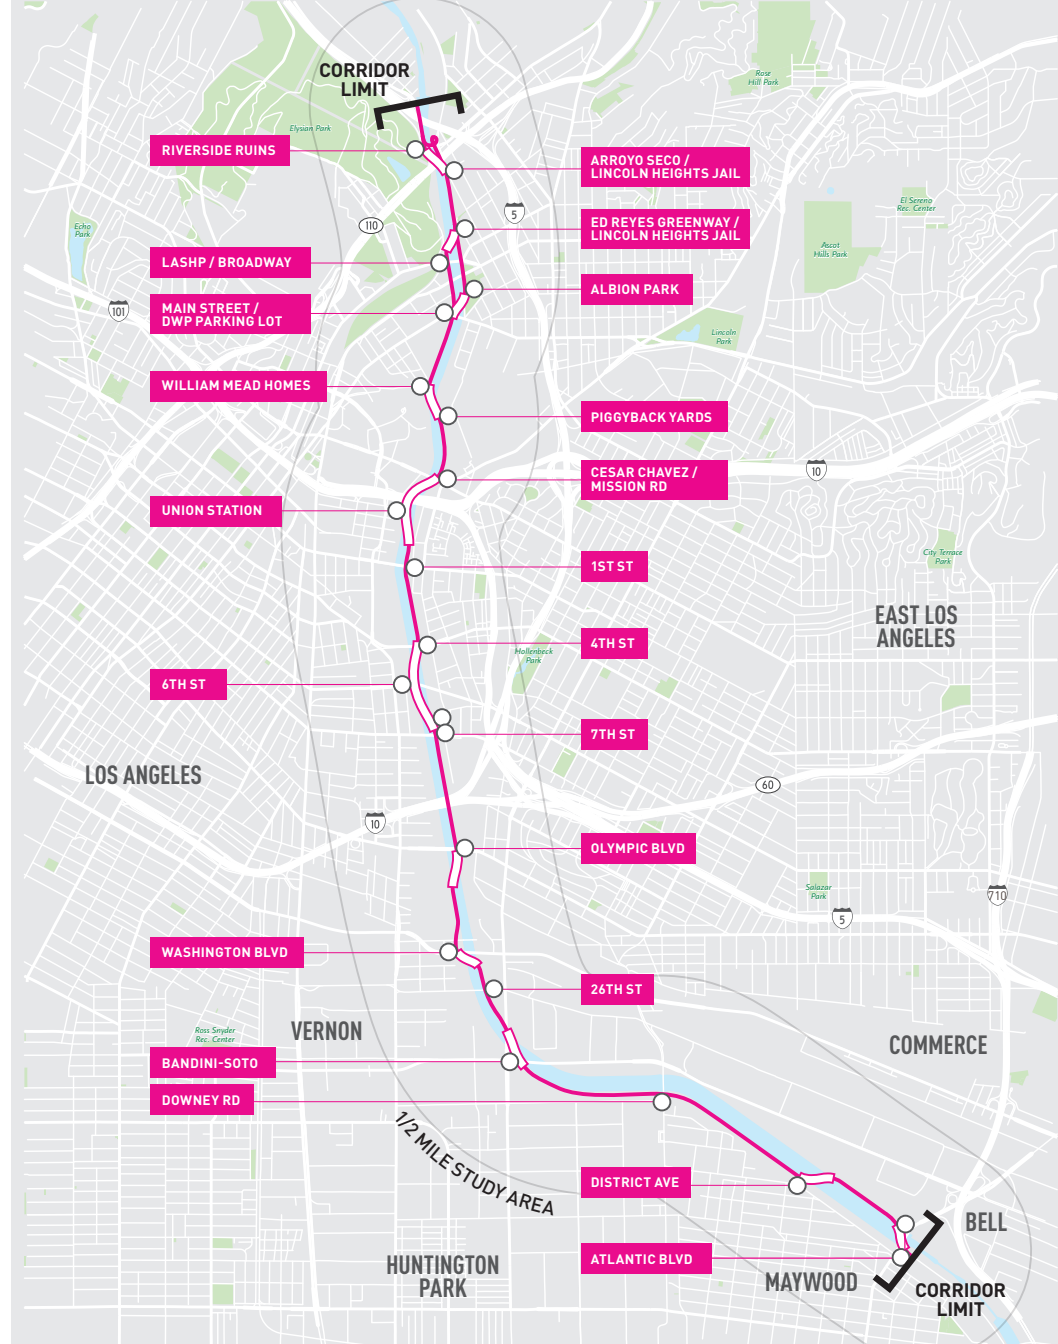 CORRIDOR
LIMIT
Rose
Hill Park
Elysian Park
RIVERSIDE RUINS
ARROYO SECO /
LINCOLN HEIGHTS JAIL
El Sereno
Rec. Center
5
110
ED REYES GREENWAY /
LINCOLN HEIGHTS JAIL
Echo
Park
Ascot
Hills Park
LASHP / BROADWAY
ALBION PARK
101
MAIN STREET /
DWP PARKING LOT
Lincoln
Park
WILLIAM MEAD HOMES
PIGGYBACK YARDS
10
CESAR CHAVEZ /
MISSION RD
UNION STATION
City Terrace
Park
1ST ST
EAST LOS
ANGELES
4TH ST
Hollenbeck
Park
6TH ST
7TH ST
LOS ANGELES
60
10
OLYMPIC BLVD
Salazar
Park
710
5
WASHINGTON BLVD
26TH ST
Ross Snyder
Rec. Center
VERNON
COMMERCE
BANDINI-SOTO
DOWNEY RD
1/2 MILE STUDY AREA
DISTRICT AVE
BELL
ATLANTIC BLVD
HUNTINGTON
PARK
MAYWOOD
CORRIDOR
LIMIT